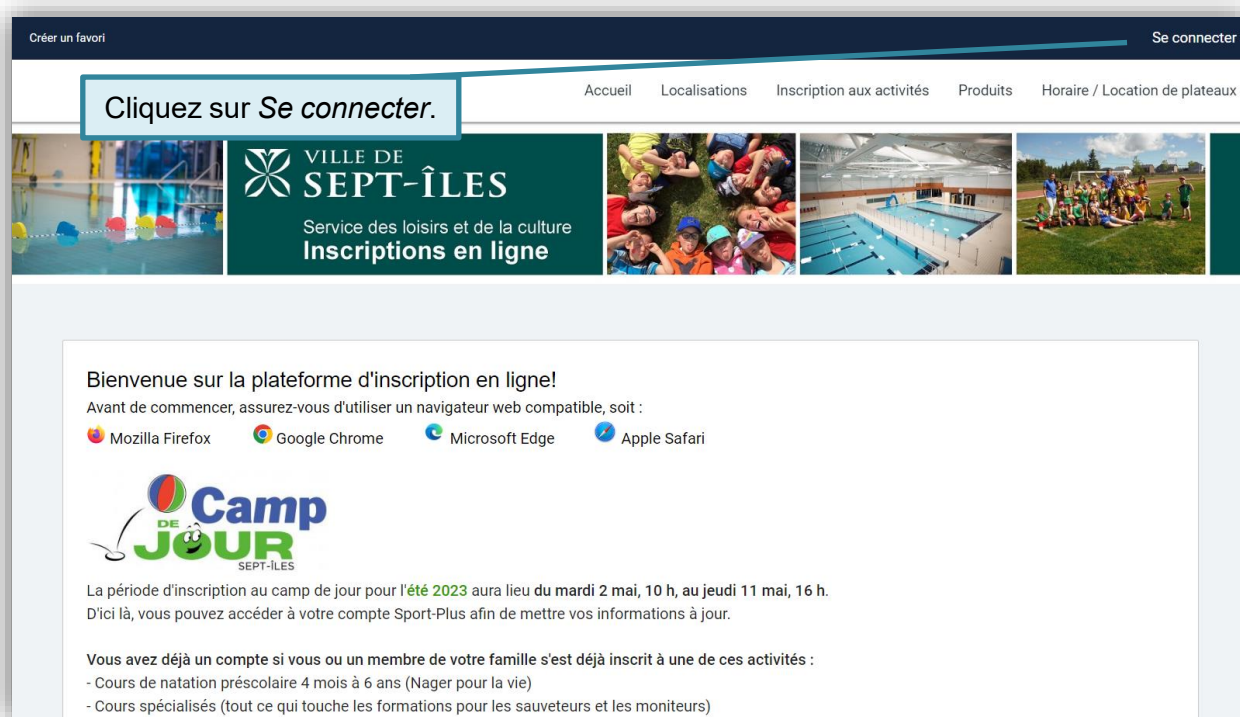 Créer un favori
Se connecter
Cliquez sur Se connecter.
Accueil Localisations Inscription aux activités Produits Horaire / Location de plateaux
VILLE DE
SEPT-ÎLES
Service des loisirs et de la culture
Inscriptions en ligne
Bienvenue sur la plateforme d'inscription en ligne!
Avant de commencer, assurez-vous d'utiliser un navigateur web compatible, soit :
Mozilla Firefox Google Chrome Microsoft Edge Apple Safari
Camp
DE
JOUR
SEPT-ÎLES
La période d'inscription au camp de jour pour l'été 2023 aura lieu du mardi 2 mai, 10 h, au jeudi 11 mai, 16 h.
D'ici là, vous pouvez accéder à votre compte Sport-Plus afin de mettre vos informations à jour.
Vous avez déjà un compte si vous ou un membre de votre famille s'est déjà inscrit à une de ces activités :
- Cours de natation préscolaire 4 mois à 6 ans (Nager pour la vie)
- Cours spécialisés (tout ce qui touche les formations pour les sauveteurs et les moniteurs)